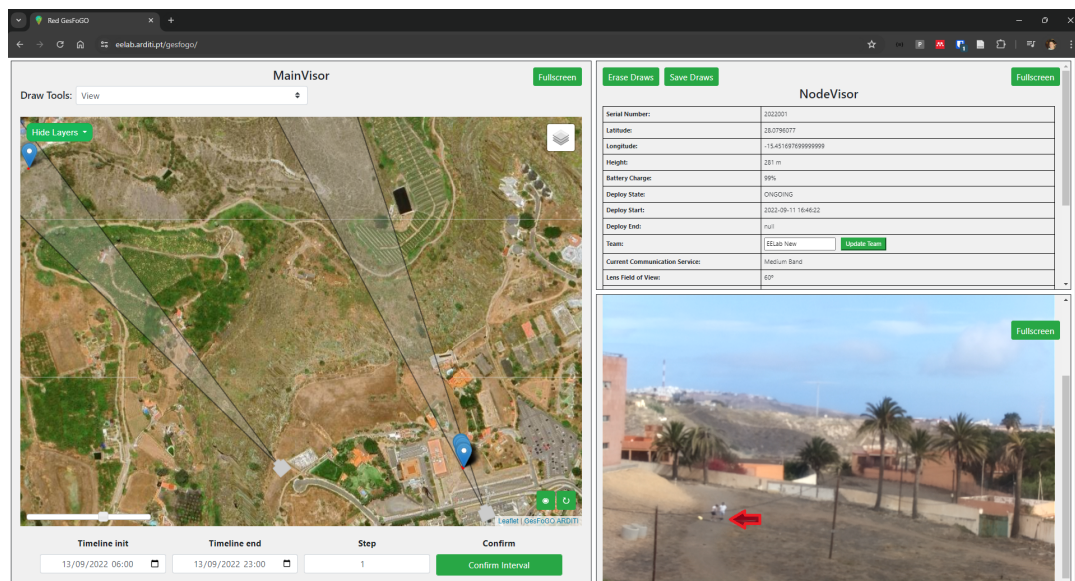 Red GesFoGO
eelab.arditi.pt/gesfogo/
MainVisor
Fullscreen
Draw Tools: View
Hide Layers
Leaflet | GesFoGO ARDITI
Timeline init
Timeline end
Step
Confirm
13/09/2022 06:00
13/09/2022 23:00
1
Confirm Interval
Erase Draws
Save Draws
Fullscreen
NodeVisor
Serial Number: 2022001
Latitude: 28.0796077
Longitude: -15.451697699999999
Height: 281 m
Battery Charge: 99%
Deploy State: ONGOING
Deploy Start: 2022-09-11 16:46:22
Deploy End: null
Team: EELab New Update Team
Current Communication Service: Medium Band
Lens Field of View: 60°
Fullscreen